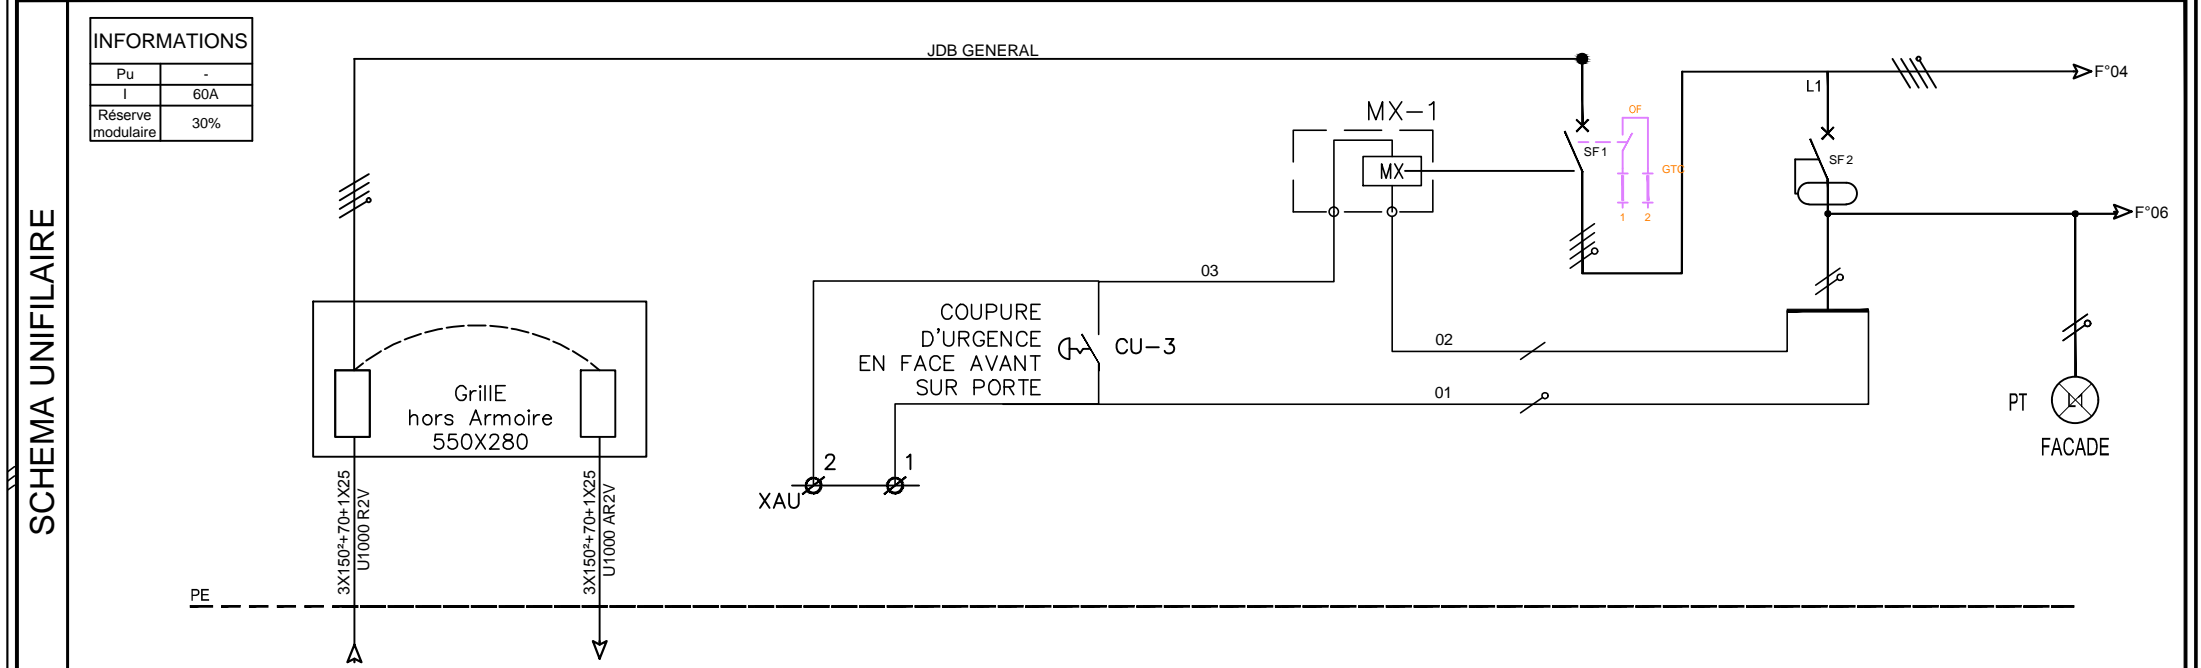 SCHEMA UNIFILAIRE
INFORMATIONS
Pu -
I 60A
Réserve modulaire 30%
JDB GENERAL
MX-1
MX
SF1
OF
GTC
1 2
L1
SF2
F°04
F°06
03
COUPURE
D'URGENCE
EN FACE AVANT
SUR PORTE
CU-3
02
01
GrillE
hors Armoire
550X280
PT
L1
FACADE
2 1
XAU
3X150²+70+1X25
U1000 R2V
3X150²+70+1X25
U1000 AR2V
PE